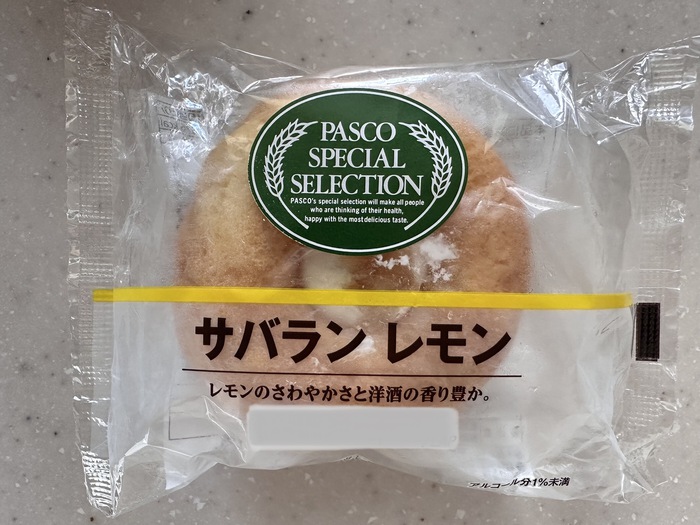 PASCO
SPECIAL
SELECTION
PASCO's special selection will make all people
who are thinking of their health,
happy with the most delicious taste.
サバラン レモン
レモンのさわやかさと洋酒の香り豊か。
アルコール分1%未満